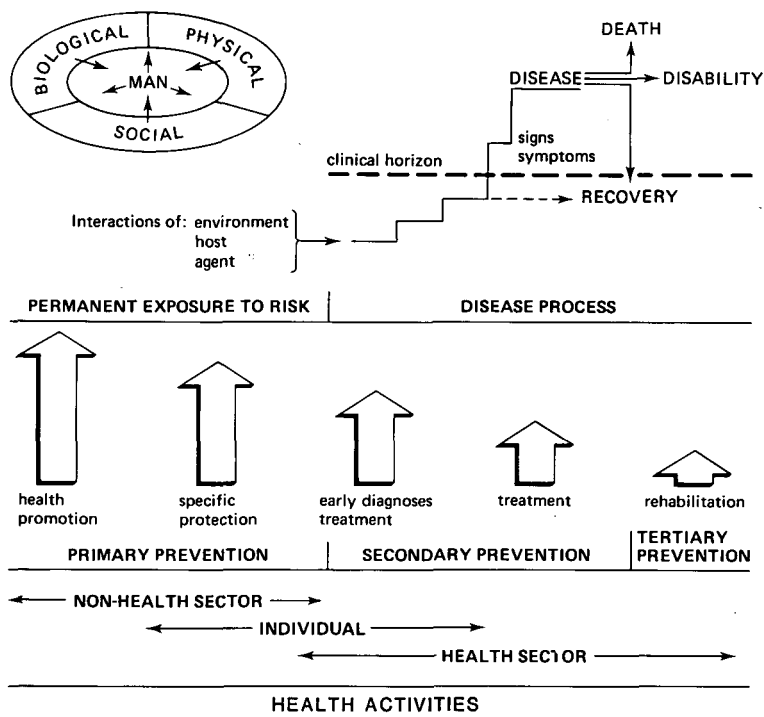 BIOLOGICAL
PHYSICAL
MAN
SOCIAL
DEATH
DISEASE
DISABILITY
signs
symptoms
clinical horizon
RECOVERY
Interactions of: environment
host
agent
PERMANENT EXPOSURE TO RISK
DISEASE PROCESS
health
promotion
specific
protection
early diagnoses
treatment
treatment
rehabilitation
PRIMARY PREVENTION
SECONDARY PREVENTION
TERTIARY
PREVENTION
NON-HEALTH SECTOR
INDIVIDUAL
HEALTH SECTOR
HEALTH ACTIVITIES